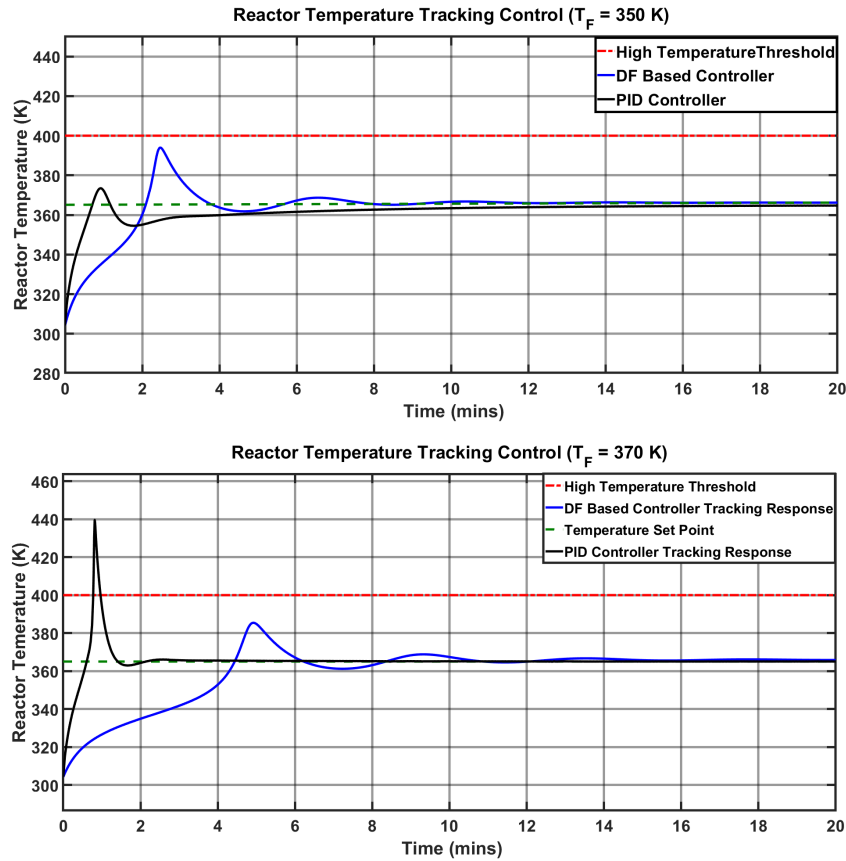 Reactor Temperature Tracking Control (T_F = 350 K)
High TemperatureThreshold
DF Based Controller
PID Controller
Reactor Temperature (K)
440
420
400
380
360
340
320
300
280
0 2 4 6 8 10 12 14 16 18 20
Time (mins)
Reactor Temperature Tracking Control (T_F = 370 K)
High Temperature Threshold
DF Based Controller Tracking Response
Temperature Set Point
PID Controller Tracking Response
Reactor Temerature (K)
460
440
420
400
380
360
340
320
300
0 2 4 6 8 10 12 14 16 18 20
Time (mins)